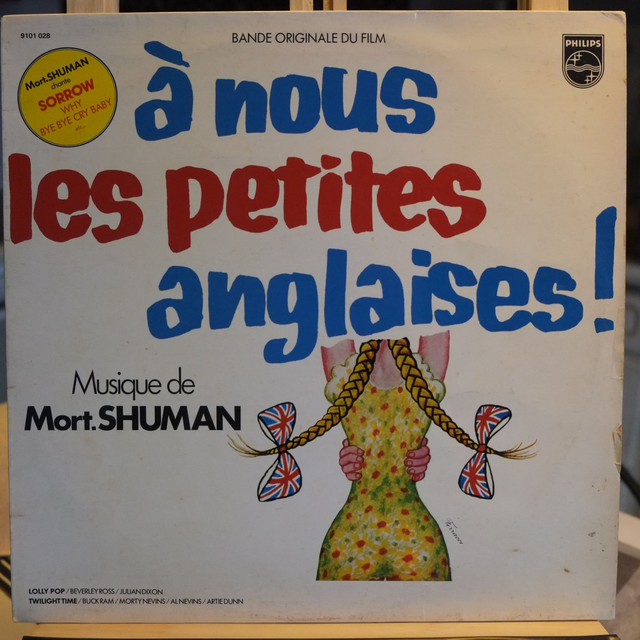 9101 028
BANDE ORIGINALE DU FILM
PHILIPS
Mort.SHUMAN
chante
SORROW
WHY
BYE BYE CRY BABY
à nous
les petites
anglaises!
Musique de
Mort.SHUMAN
LOLLY POP / BEVERLEY ROSS / JULIAN DIXON
TWILIGHT TIME / BUCK RAM / MORTY NEVINS / AL NEVINS / ARTIE DUNN